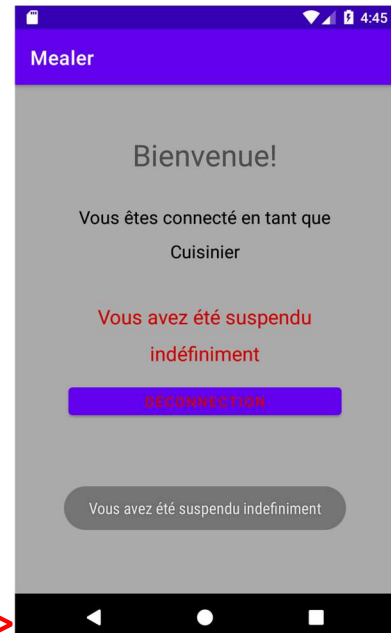 4:45
Mealer
Bienvenue!
Vous êtes connecté en tant que
Cuisinier
Vous avez été suspendu
indéfiniment
DÉCONNECTION
Vous avez été suspendu indefiniment
>